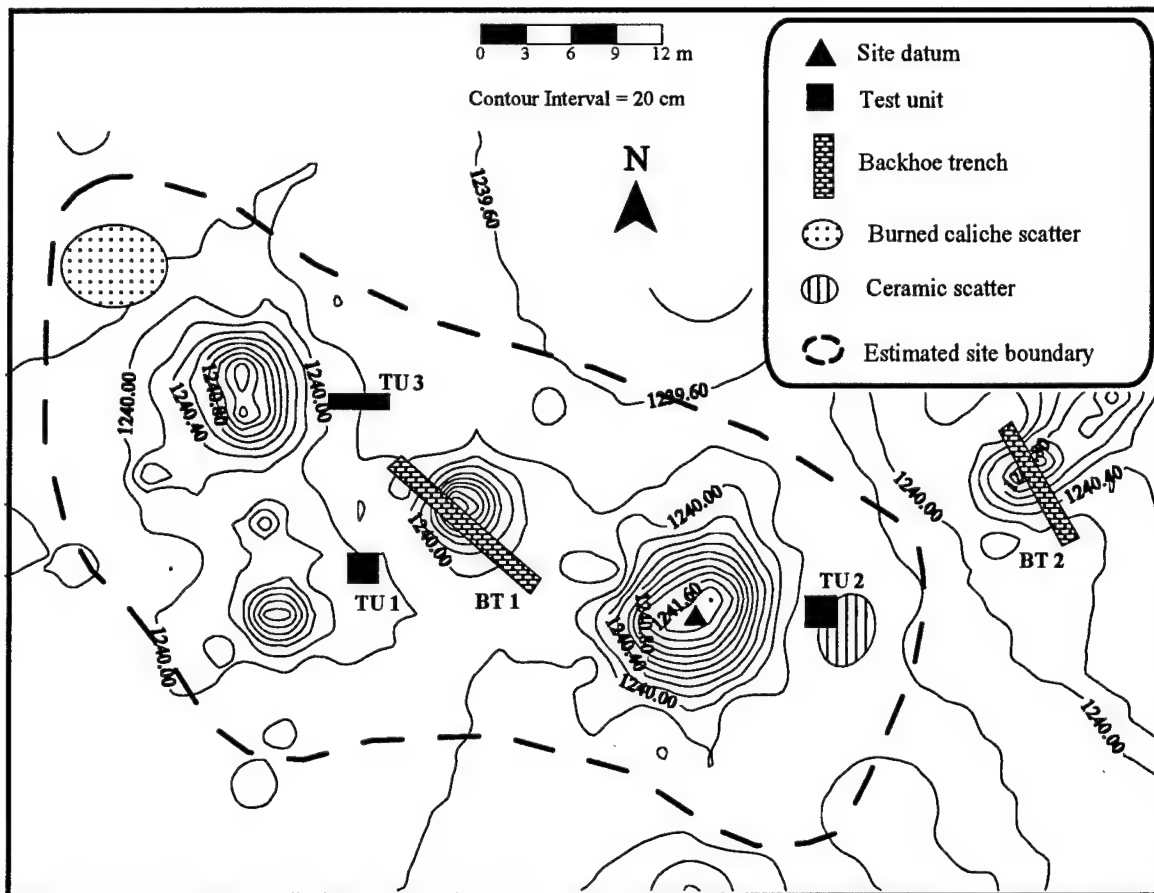 0 3 6 9 12 m
Contour Interval = 20 cm
N
Site datum
Test unit
Backhoe trench
Burned caliche scatter
Ceramic scatter
Estimated site boundary
1239.60
1239.60
1240.00
1240.40
1240.80
1240.00
TU 3
1240.00
1240.00
TU 1
BT 1
1240.00
1241.60
1240.40
1240.00
TU 2
1240.00
1240.40
BT 2
1240.00
1240.00